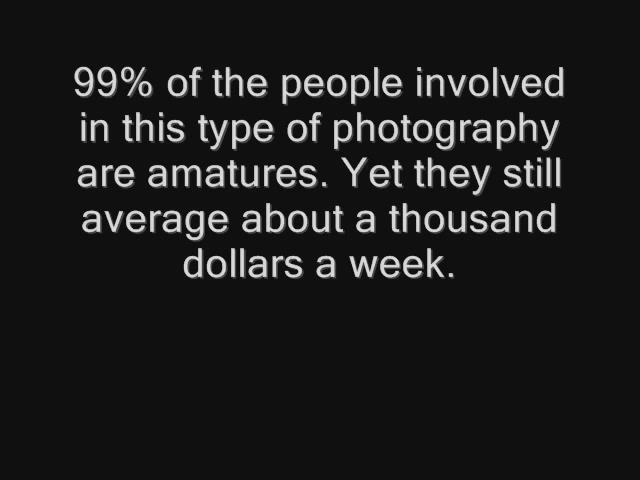 99% of the people involved
in this type of photography
are amatures. Yet they still
average about a thousand
dollars a week.